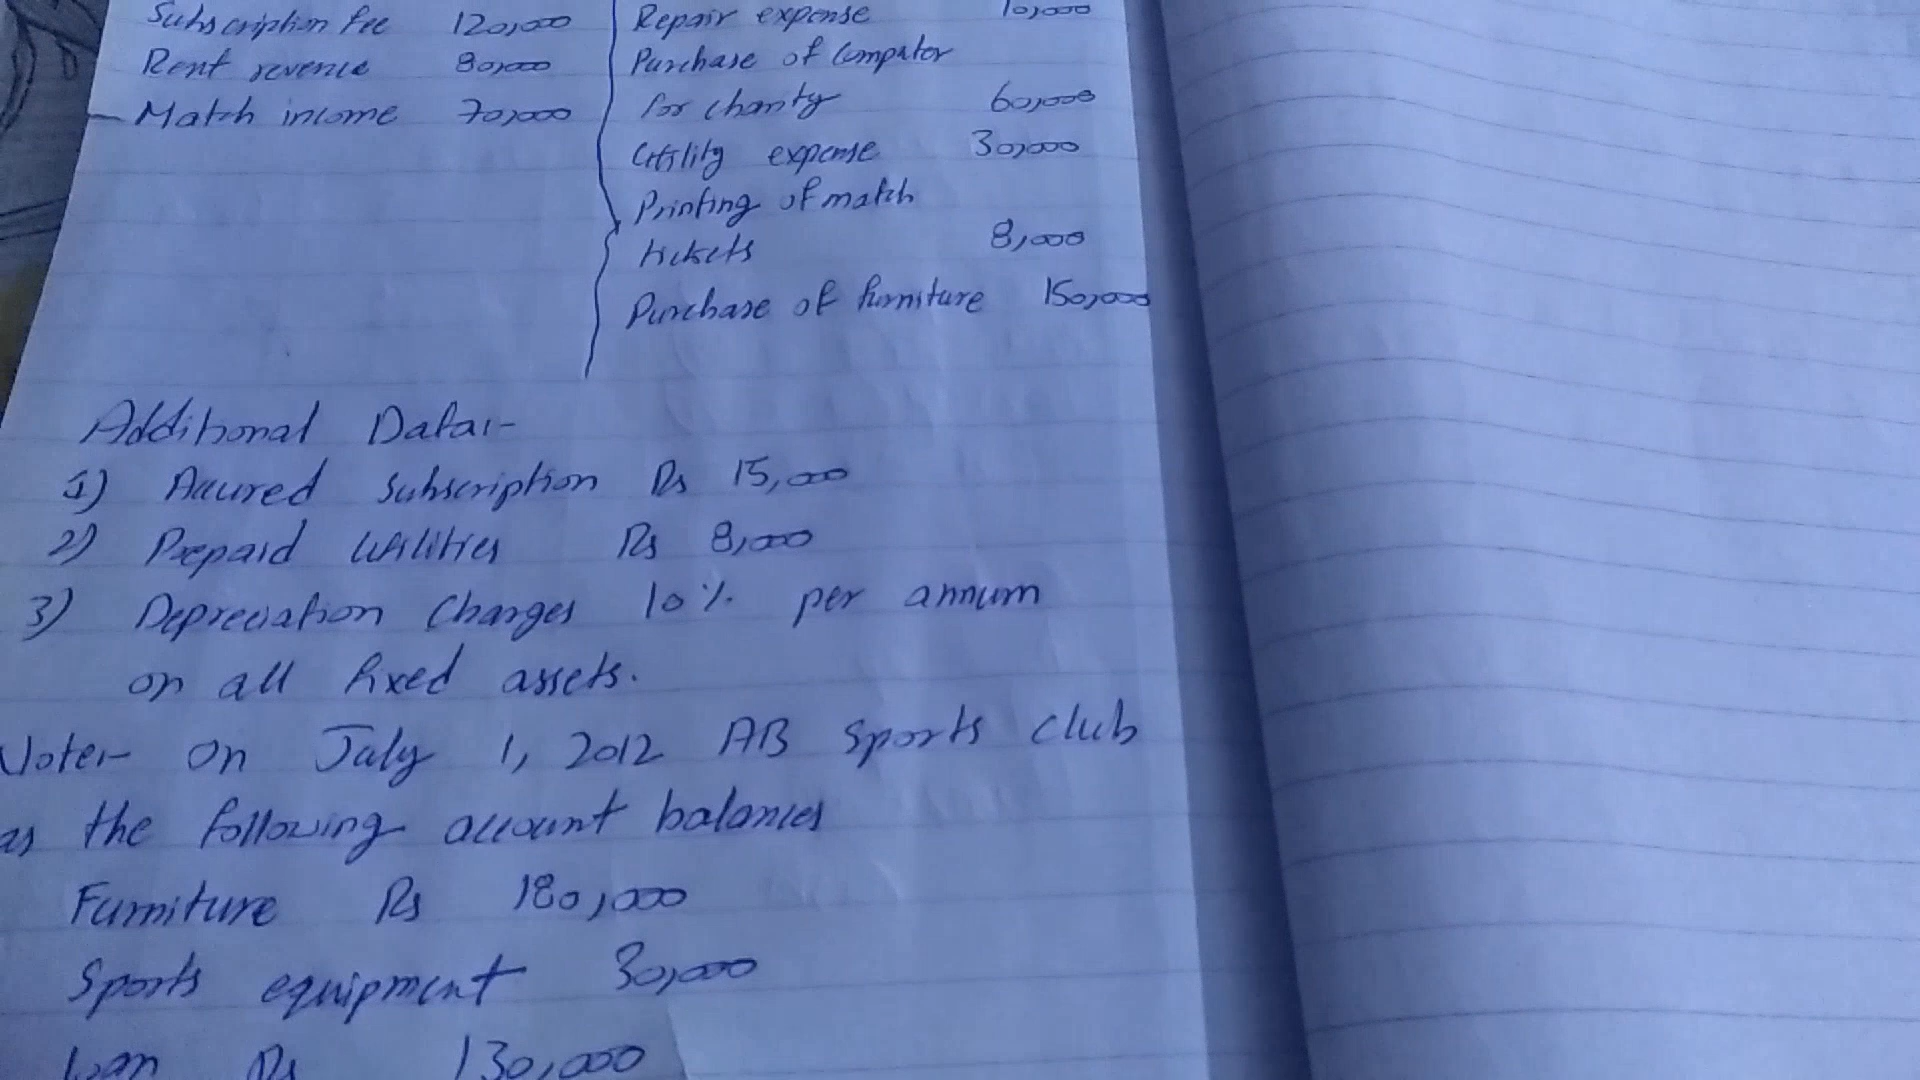 Subscription fee 120,000 Repair expense 10,000
Rent revenue 80,000 Purchase of Computer
Match income 70,000 for charity 60,000
Utility expense 30,000
Printing of match
tickets 8,000
Purchase of furniture 150,000
Additional Data:-
1) Accured Subscription Rs 15,000
2) Prepaid Utilities Rs 8,000
3) Depreciation Charges 10% per annum
on all fixed assets.
Note:- On July 1, 2012 AB Sports Club
as the following account balances
Furniture Rs 180,000
Sports equipment 30,000
Loan Rs 130,000